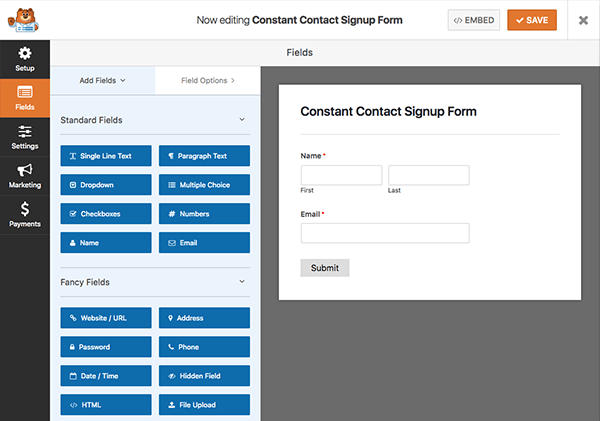 Now editing Constant Contact Signup Form
</> EMBED
SAVE
Setup
Fields
Settings
Marketing
Payments
Fields
Add Fields
Field Options
Standard Fields
Single Line Text
Paragraph Text
Dropdown
Multiple Choice
Checkboxes
Numbers
Name
Email
Fancy Fields
Website / URL
Address
Password
Phone
Date / Time
Hidden Field
</> HTML
File Upload
Constant Contact Signup Form
Name *
First
Last
Email *
Submit